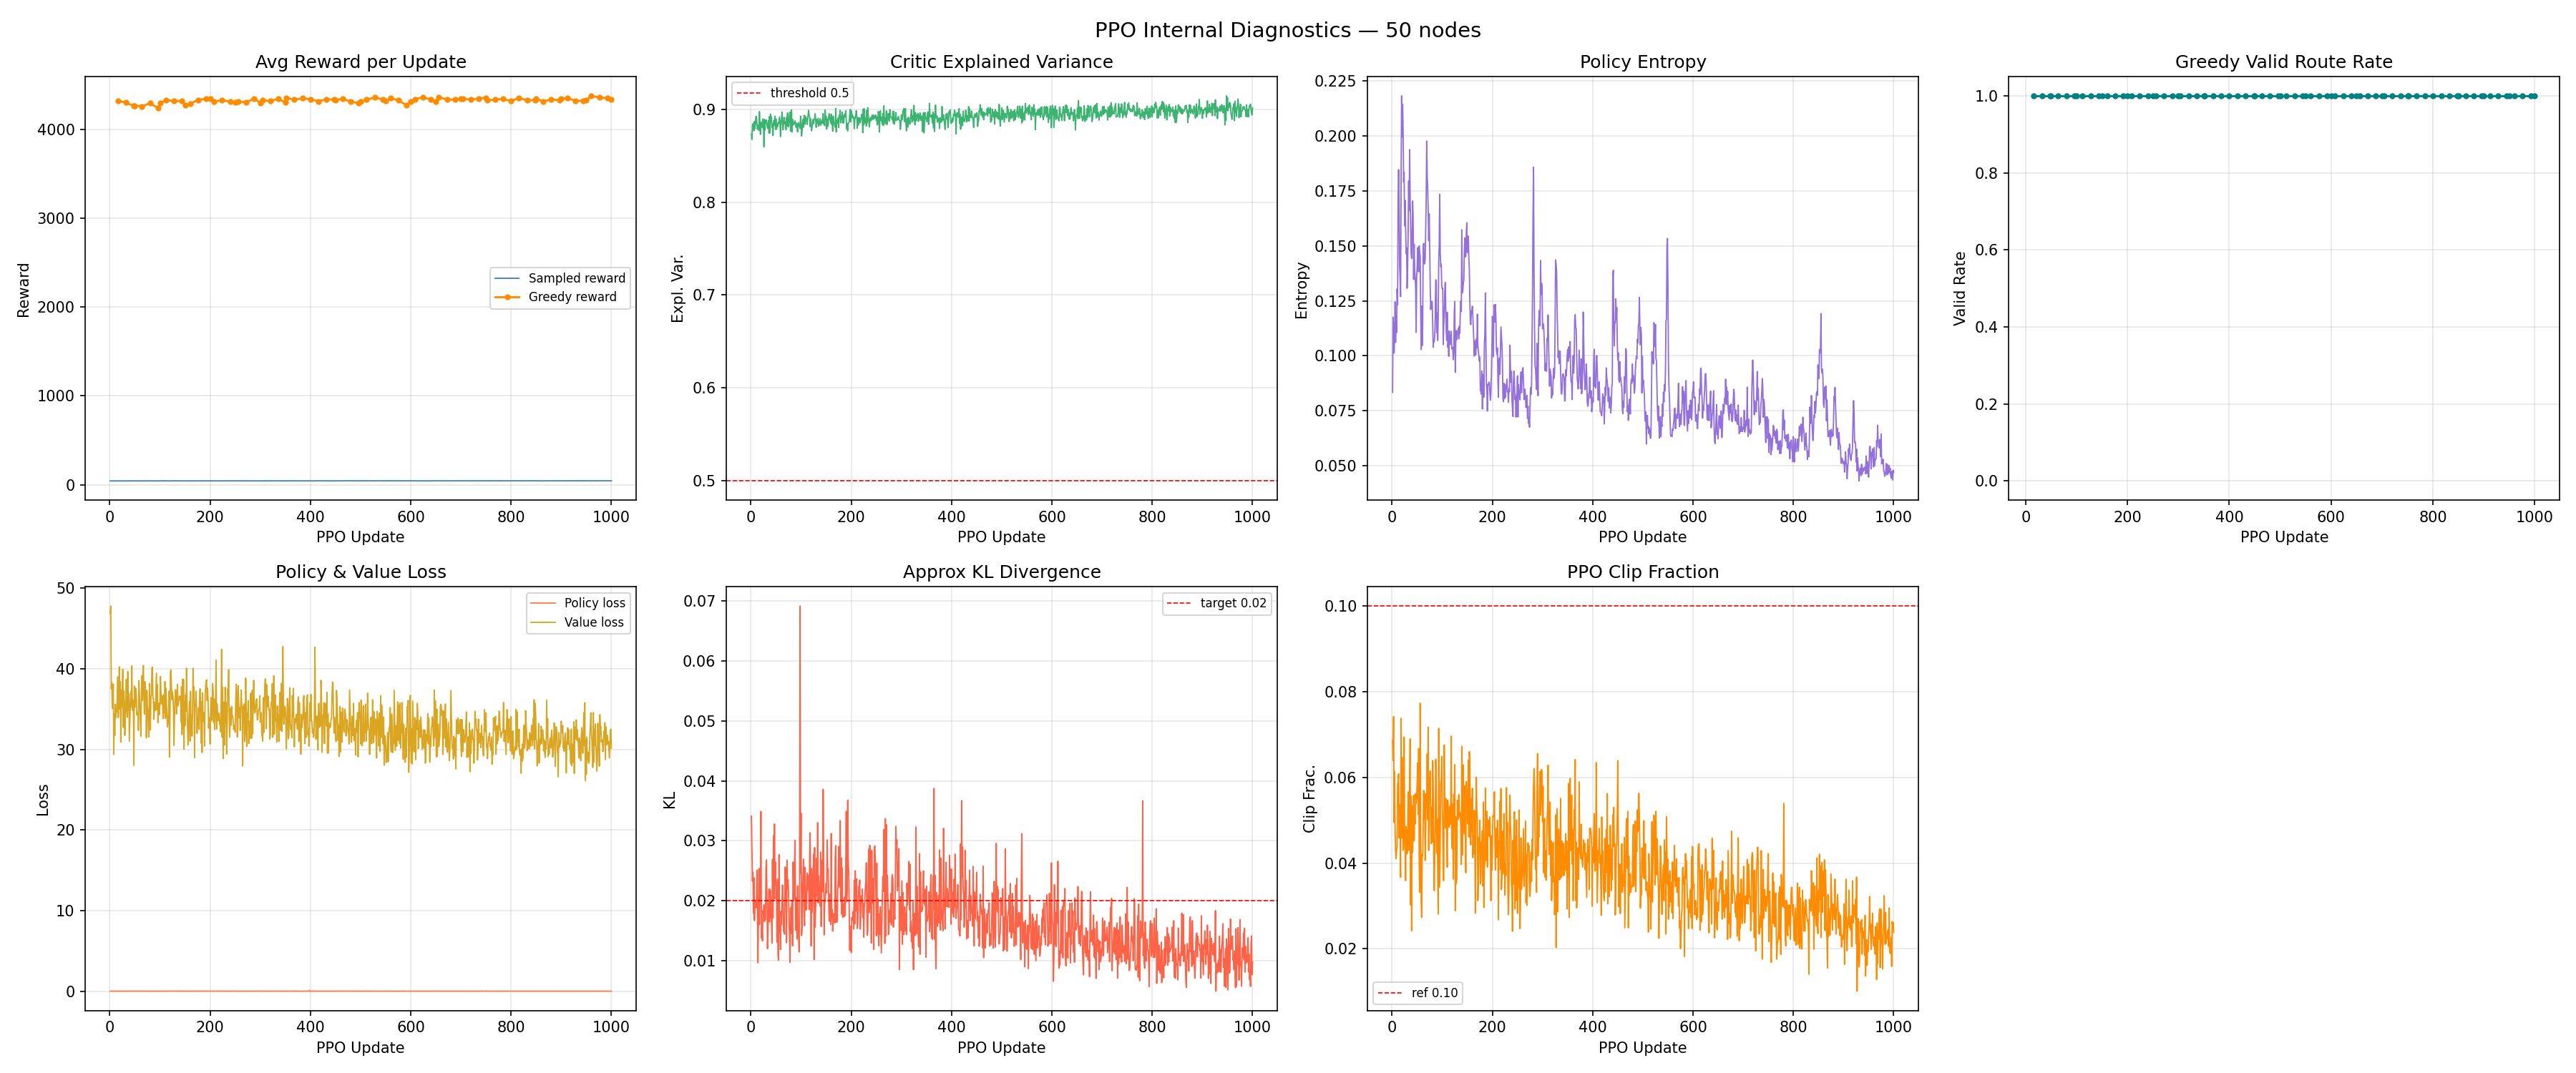 PPO Internal Diagnostics — 50 nodes
Avg Reward per Update
Reward
4000
3000
2000
1000
0
Sampled reward
Greedy reward
0 200 400 600 800 1000
PPO Update
Critic Explained Variance
Expl. Var.
threshold 0.5
0.9
0.8
0.7
0.6
0.5
0 200 400 600 800 1000
PPO Update
Policy Entropy
Entropy
0.225
0.200
0.175
0.150
0.125
0.100
0.075
0.050
0 200 400 600 800 1000
PPO Update
Greedy Valid Route Rate
Valid Rate
1.0
0.8
0.6
0.4
0.2
0.0
0 200 400 600 800 1000
PPO Update
Policy & Value Loss
Loss
50
40
30
20
10
0
Policy loss
Value loss
0 200 400 600 800 1000
PPO Update
Approx KL Divergence
KL
target 0.02
0.07
0.06
0.05
0.04
0.03
0.02
0.01
0 200 400 600 800 1000
PPO Update
PPO Clip Fraction
Clip Frac.
0.10
0.08
0.06
0.04
0.02
ref 0.10
0 200 400 600 800 1000
PPO Update